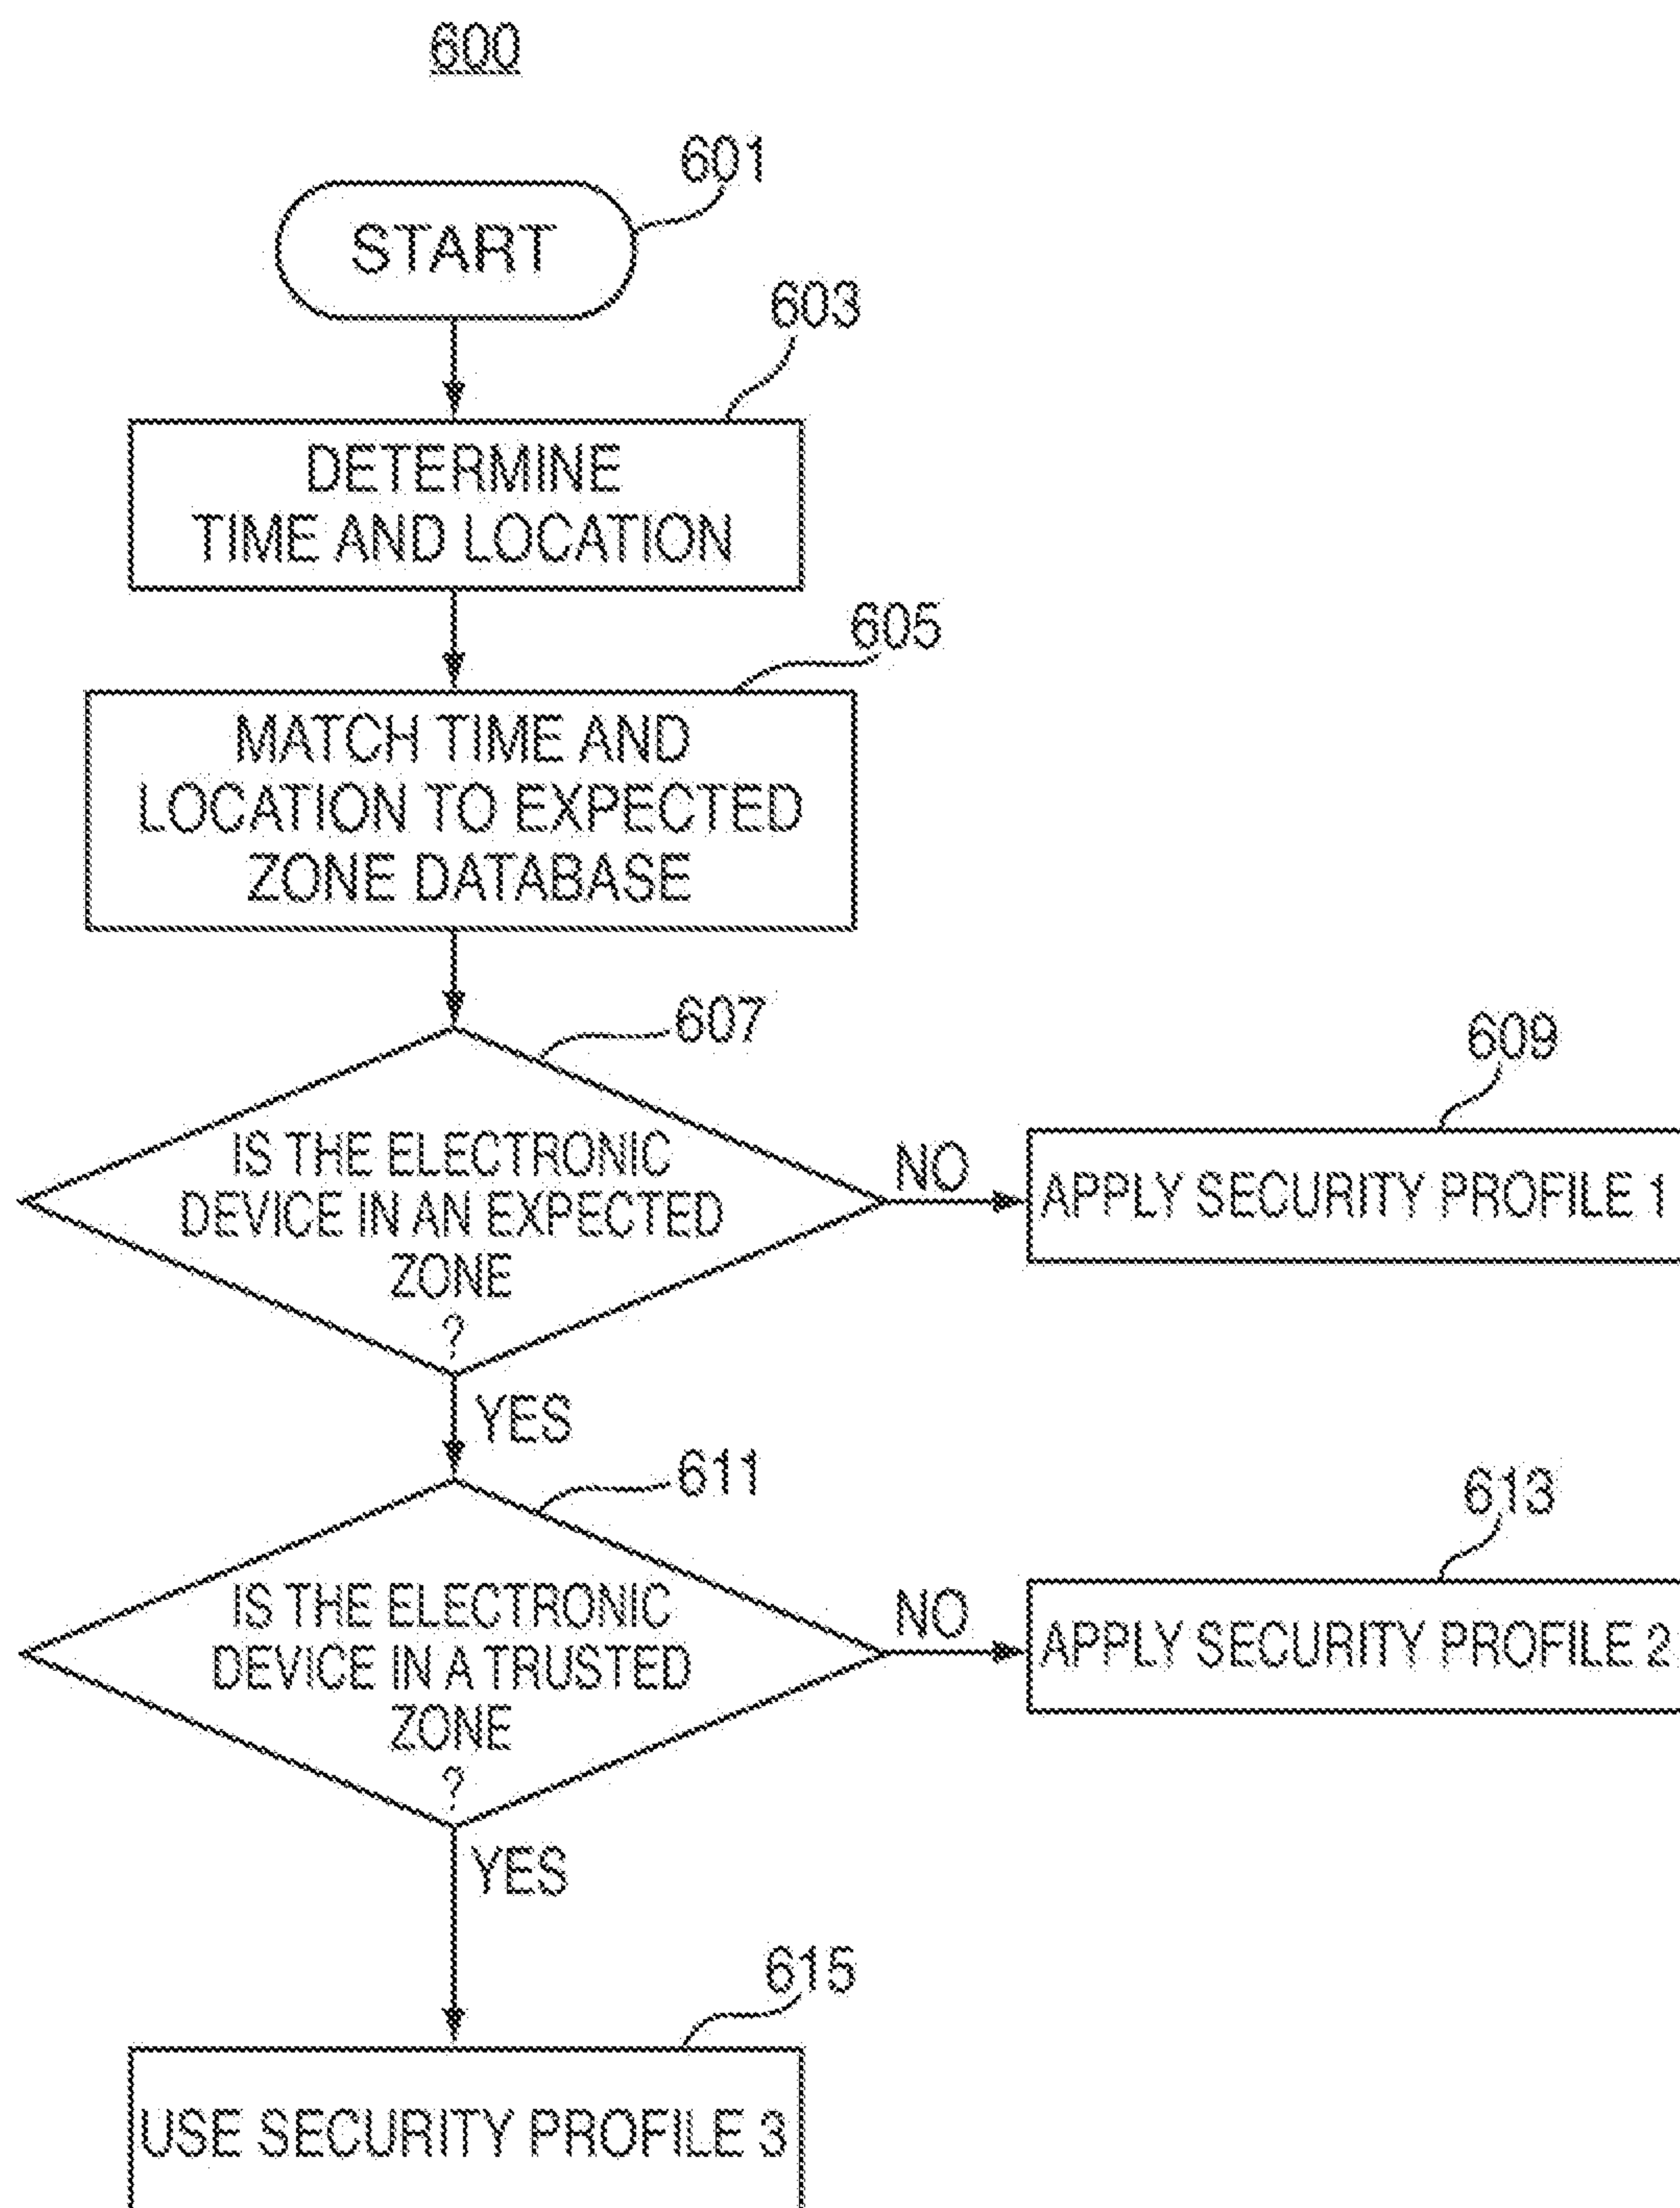 600
601
START
603
DETERMINE
TIME AND LOCATION
605
MATCH TIME AND
LOCATION TO EXPECTED
ZONE DATABASE
607
IS THE ELECTRONIC
DEVICE IN AN EXPECTED
ZONE
?
NO
609
APPLY SECURITY PROFILE 1
YES
611
IS THE ELECTRONIC
DEVICE IN A TRUSTED
ZONE
?
NO
613
APPLY SECURITY PROFILE 2
YES
615
USE SECURITY PROFILE 3